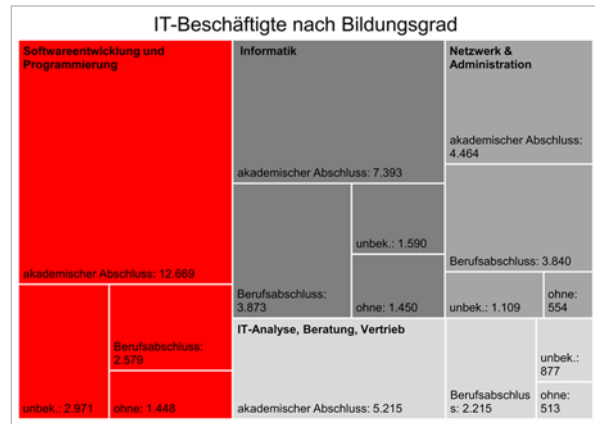 IT-Beschäftigte nach Bildungsgrad
Softwareentwicklung und
Programmierung
akademischer Abschluss: 12.669
unbek.: 2.971
Berufsabschluss:
2.579
ohne: 1.448
Informatik
akademischer Abschluss: 7.393
Berufsabschluss:
3.873
unbek.: 1.590
ohne: 1.450
Netzwerk &
Administration
akademischer Abschluss:
4.464
Berufsabschluss: 3.840
unbek.: 1.109
ohne:
554
IT-Analyse, Beratung, Vertrieb
akademischer Abschluss: 5.215
Berufsabschlus
s: 2.215
unbek.:
877
ohne:
513